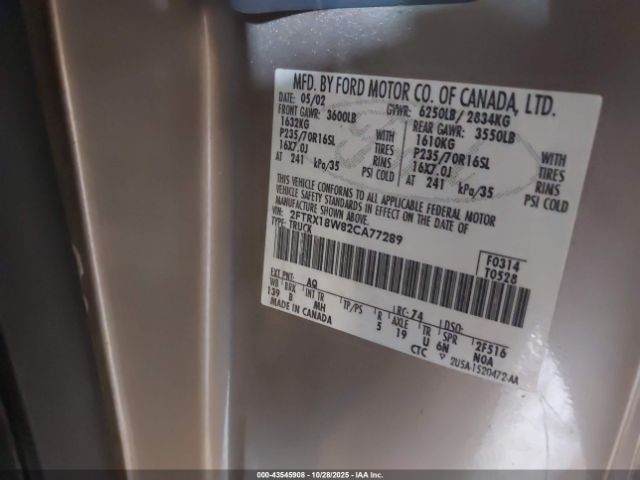 MFD. BY FORD MOTOR CO. OF CANADA, LTD.
DATE: 05/02 GVWR: 6250LB/ 2834KG
FRONT GAWR: 3600LB REAR GAWR: 3550LB
1632KG WITH 1610KG WITH
P235/70R16SL TIRES P235/70R16SL TIRES
16X7.0J RIMS 16X7.0J RIMS
AT 241 kPa/35 PSI COLD AT 241 kPa/35 PSI COLD
THIS VEHICLE CONFORMS TO ALL APPLICABLE FEDERAL MOTOR
VEHICLE SAFETY STANDARDS IN EFFECT ON THE DATE OF
MANUFACTURE SHOWN ABOVE.
VIN: 2FTRX18W82CA77289
TYPE: TRUCK
F0314
T0528
EXT PNT: AQ RC: 74 DSO:
WB BRK INT TR TP/PS R AXLE TR SPR 2F516
139 B MH 5 19 U 6N N0A
MADE IN CANADA CTC 2U5A-1520472-AA
000-43545908 - 10/28/2025 - IAA Inc.